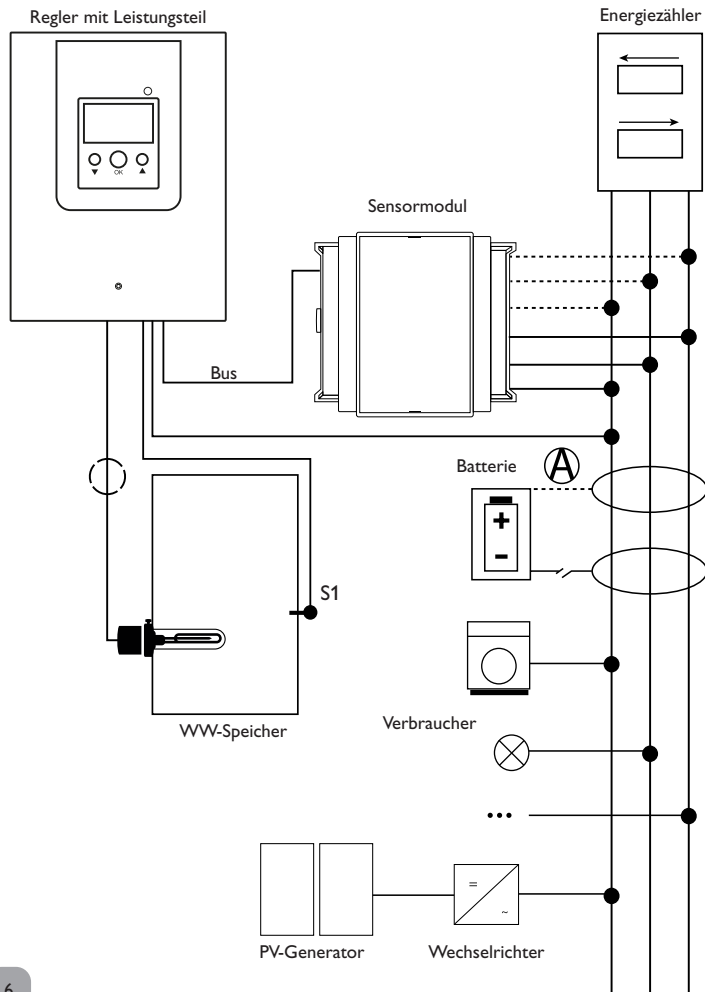 Regler mit Leistungsteil
Energiezähler
OK
Sensormodul
Bus
Batterie
A
+
-
S1
WW-Speicher
Verbraucher
...
=
~
PV-Generator
Wechselrichter
6